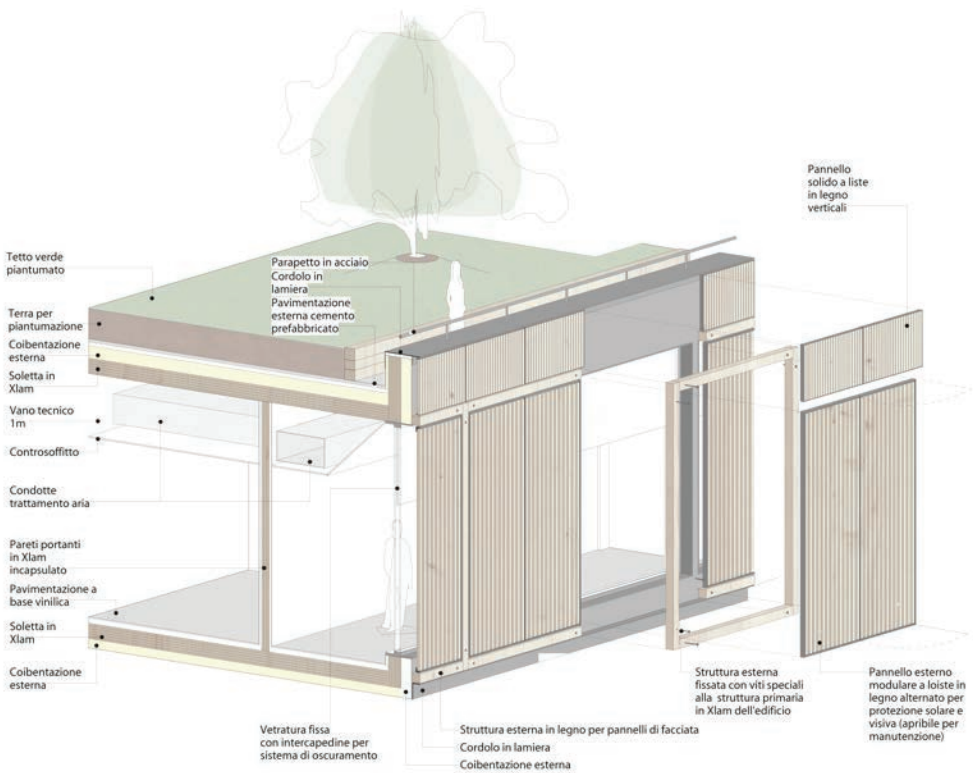 Pannello
solido a liste
in legno
verticali
Tetto verde
piantumato
Parapetto in acciaio
Cordolo in
lamiera
Pavimentazione
esterna cemento
prefabbricato
Terra per
piantumazione
Coibentazione
esterna
Soletta in
Xlam
Vano tecnico
1m
Controsoffitto
Condotte
trattamento aria
Pareti portanti
in Xlam
incapsulato
Pavimentazione a
base vinilica
Soletta in
Xlam
Coibentazione
esterna
Vetratura fissa
con intercapedine per
sistema di oscuramento
Struttura esterna in legno per pannelli di facciata
Cordolo in lamiera
Coibentazione esterna
Struttura esterna
fissata con viti speciali
alla struttura primaria
in Xlam dell'edificio
Pannello esterno
modulare a loiste in
legno alternato per
protezione solare e
visiva (apribile per
manutenzione)